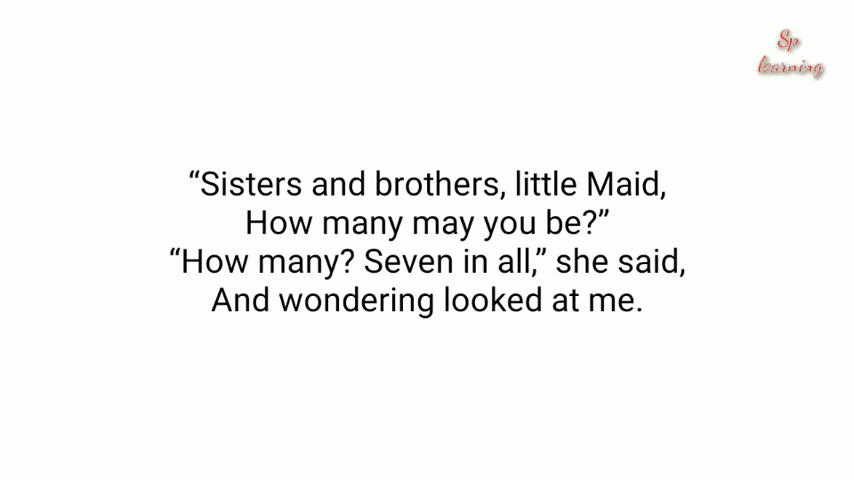 Sp
learning
“Sisters and brothers, little Maid,
How many may you be?”
“How many? Seven in all,” she said,
And wondering looked at me.